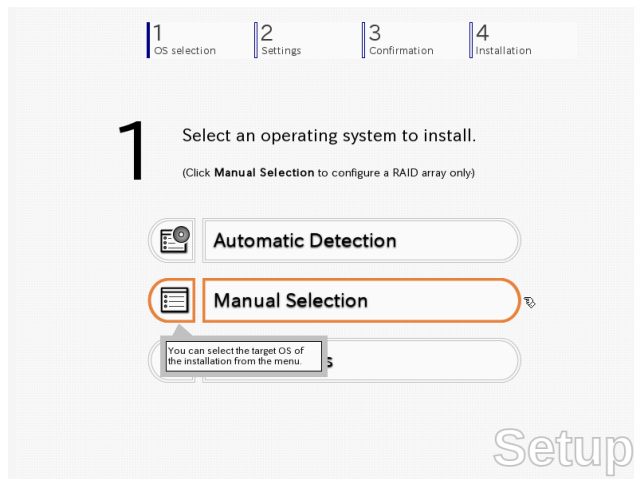 1
OS selection
2
Settings
3
Confirmation
4
Installation
1
Select an operating system to install.
(Click Manual Selection to configure a RAID array only)
Automatic Detection
Manual Selection
You can select the target OS of
the installation from the menu.
Setup